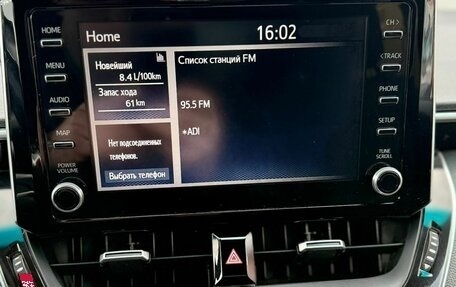 HOME
MENU
AUDIO
MAP
POWER
VOLUME
Home
16:02
Новейший
8.4 L/100km
Запас хода
61 km
Нет подсоединенных
телефонов.
Выбрать телефон
Список станций FM
95.5 FM
*ADI
CH >
< TRACK
PHONE
SETUP
TUNE
SCROLL